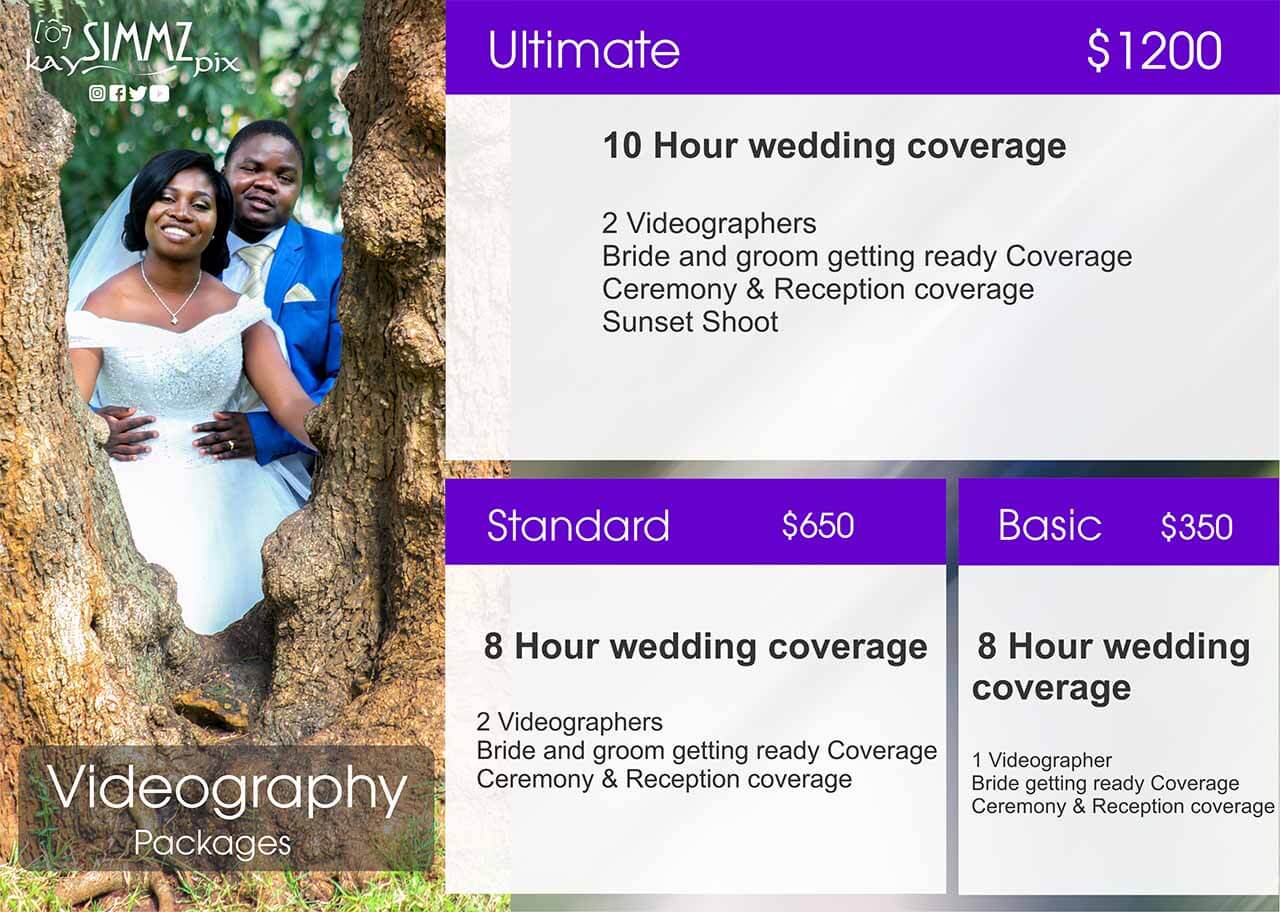 kay SIMMZ pix
Ultimate $1200
10 Hour wedding coverage
2 Videographers
Bride and groom getting ready Coverage
Ceremony & Reception coverage
Sunset Shoot
Standard $650
8 Hour wedding coverage
2 Videographers
Bride and groom getting ready Coverage
Ceremony & Reception coverage
Basic $350
8 Hour wedding
coverage
1 Videographer
Bride getting ready Coverage
Ceremony & Reception coverage
Videography
Packages